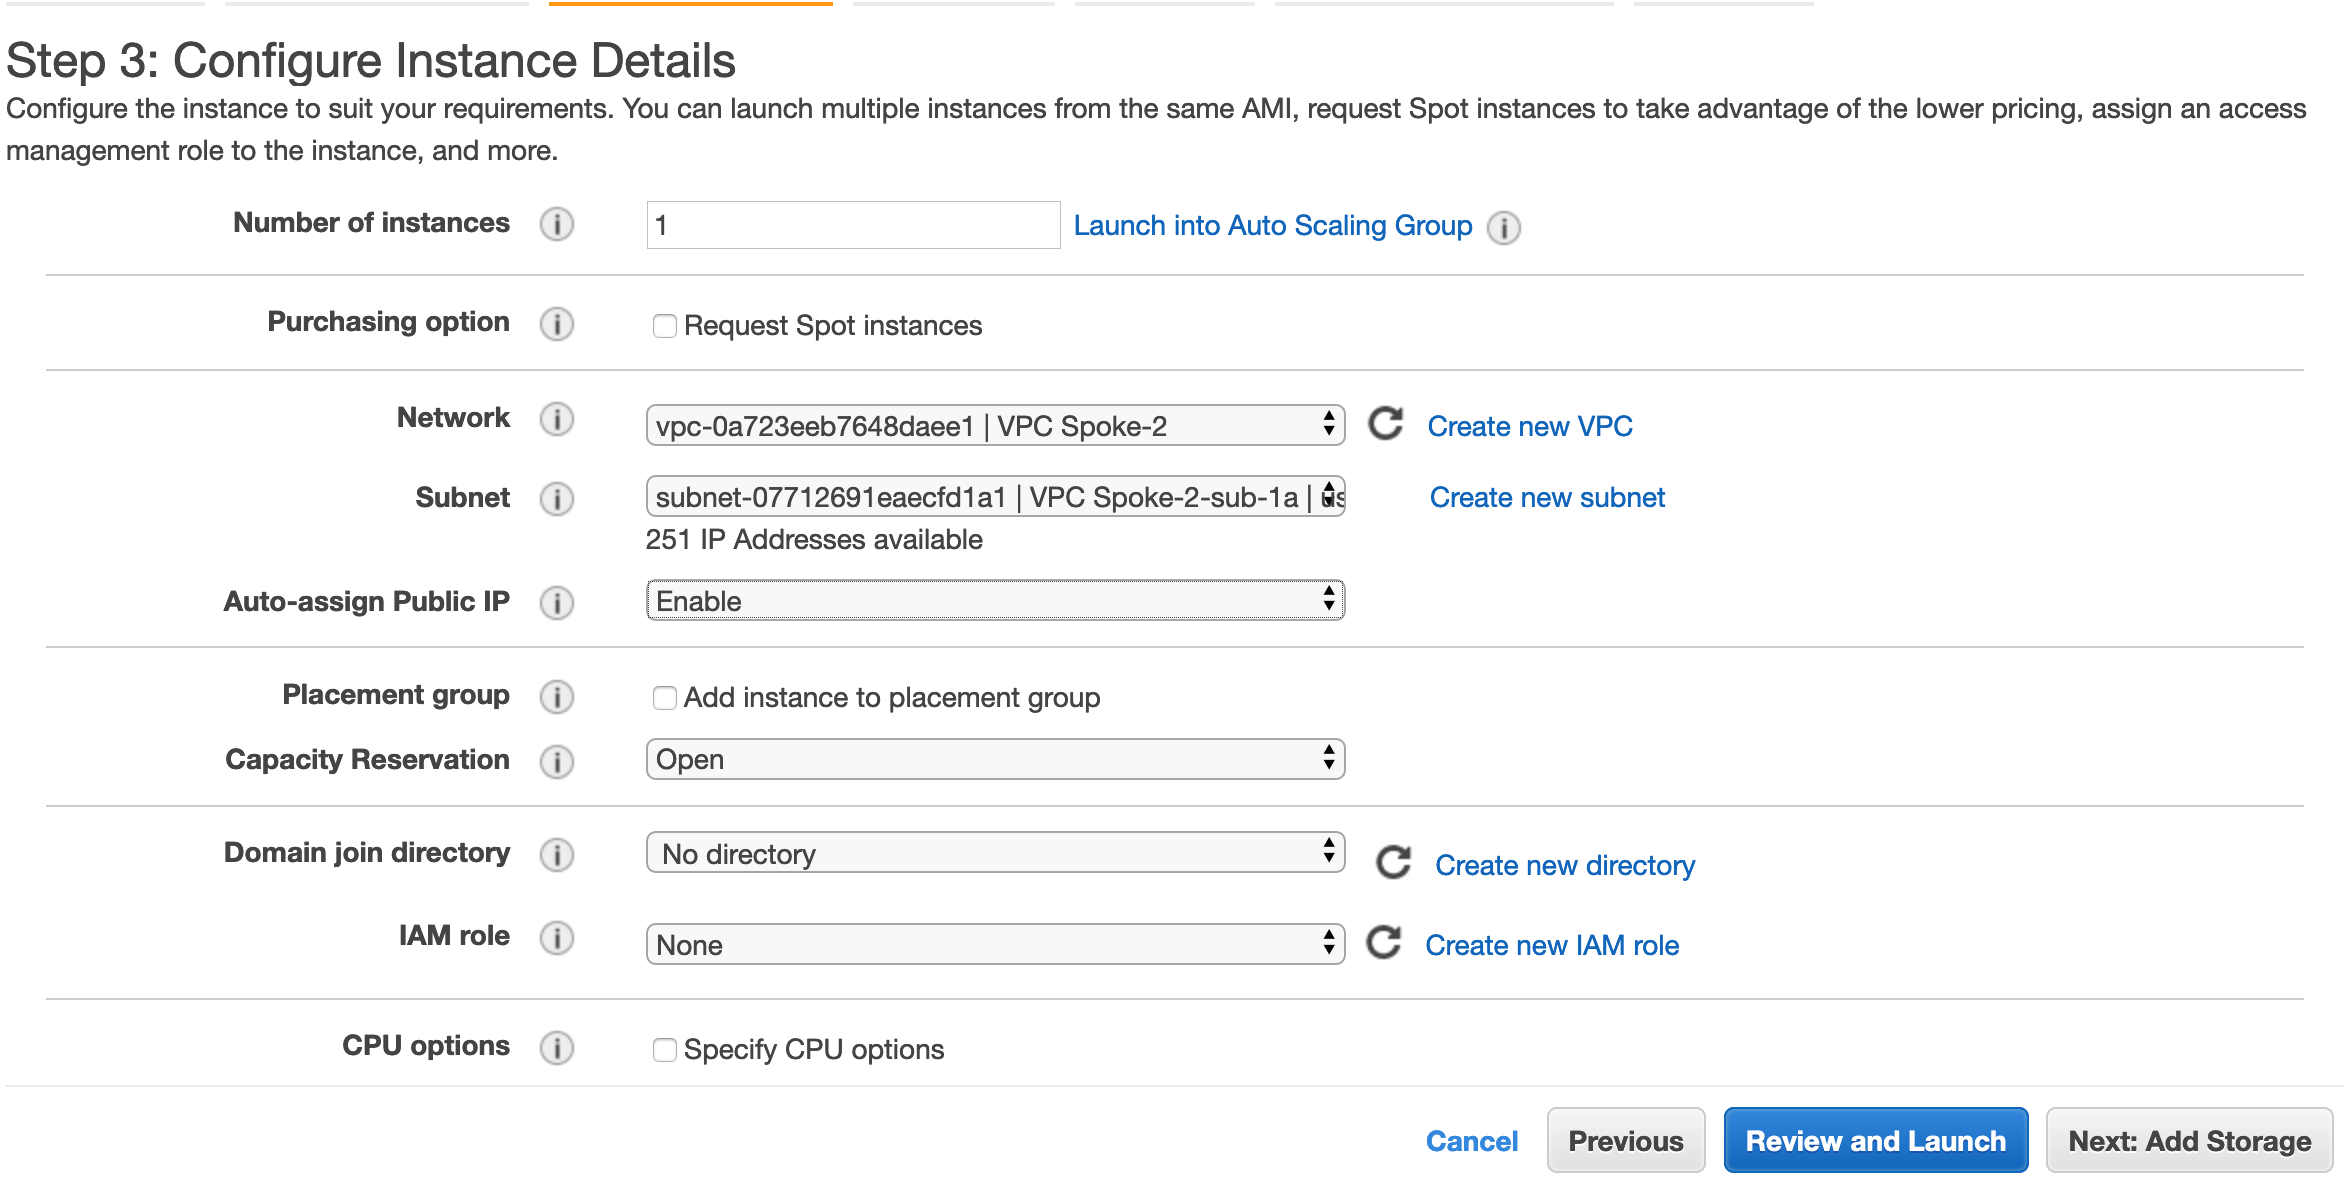 Step 3: Configure Instance Details
Configure the instance to suit your requirements. You can launch multiple instances from the same AMI, request Spot instances to take advantage of the lower pricing, assign an access
management role to the instance, and more.
Number of instances 1 Launch into Auto Scaling Group
Purchasing option Request Spot instances
Network vpc-0a723eeb7648daee1 | VPC Spoke-2 Create new VPC
Subnet subnet-07712691eaecfd1a1 | VPC Spoke-2-sub-1a | us Create new subnet
251 IP Addresses available
Auto-assign Public IP Enable
Placement group Add instance to placement group
Capacity Reservation Open
Domain join directory No directory Create new directory
IAM role None Create new IAM role
CPU options Specify CPU options
Cancel Previous Review and Launch Next: Add Storage